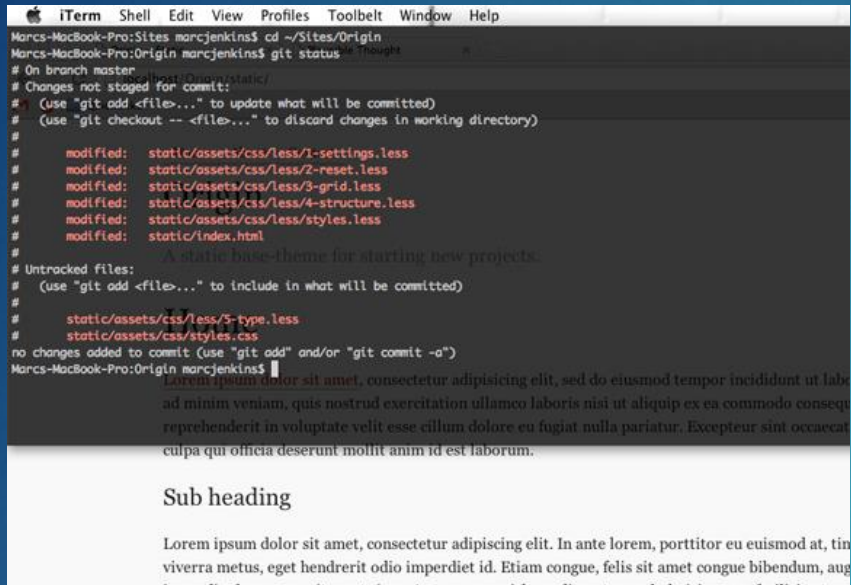 iTerm Shell Edit View Profiles Toolbelt Window Help
Marcs-MacBook-Pro:Sites marcjenkins$ cd ~/Sites/Origin
Marcs-MacBook-Pro:Origin marcjenkins$ git status
# On branch master
# Changes not staged for commit:
#   (use "git add <file>..." to update what will be committed)
#   (use "git checkout -- <file>..." to discard changes in working directory)
#
#       modified:   static/assets/css/less/1-settings.less
#       modified:   static/assets/css/less/2-reset.less
#       modified:   static/assets/css/less/3-grid.less
#       modified:   static/assets/css/less/4-structure.less
#       modified:   static/assets/css/less/styles.less
#       modified:   static/index.html
#
# Untracked files:
#   (use "git add <file>..." to include in what will be committed)
#
#       static/assets/css/less/5-type.less
#       static/assets/css/styles.css
no changes added to commit (use "git add" and/or "git commit -a")
Marcs-MacBook-Pro:Origin marcjenkins$
Thought
localhost/Origin/static/
Origin
A static base-theme for starting new projects.
Home
Lorem ipsum dolor sit amet, consectetur adipisicing elit, sed do eiusmod tempor incididunt ut
ad minim veniam, quis nostrud exercitation ullamco laboris nisi ut aliquip ex ea commodo
reprehenderit in voluptate velit esse cillum dolore eu fugiat nulla pariatur. Excepteur sint
culpa qui officia deserunt mollit anim id est laborum.
Sub heading
Lorem ipsum dolor sit amet, consectetur adipiscing elit. In ante lorem, porttitor eu euismod at,
viverra metus, eget hendrerit odio imperdiet id. Etiam congue, felis sit amet congue bibendum,